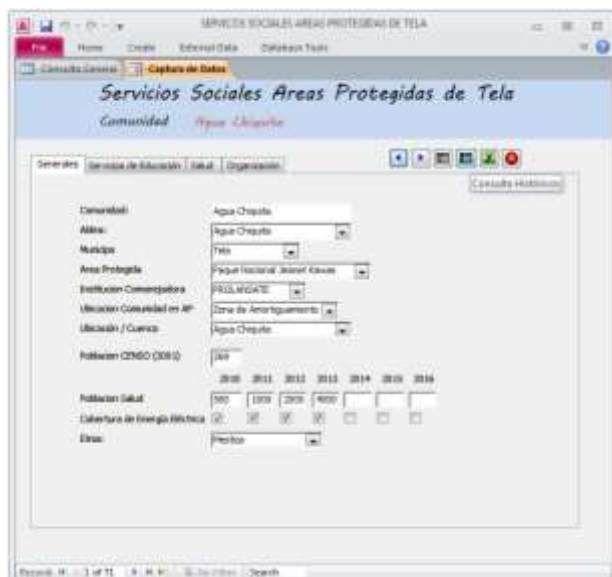 SERVICIOS SOCIALES AREAS PROTEGIDAS DE TELA
File Home Create External Data Database Tools
Consulta General Captura de Datos
Servicios Sociales Areas Protegidas de Tela
Comunidad Agua Chiquita
Generales Servicios de Educación Salud Organización
Consulta Historicos
Comunidad: Agua Chiquita
Aldea: Agua Chiquita
Municipio Tela
Area Protegida Paque Nacional Jeanet Kawas
Institucion Comanejadora PROLANSATE
Ubicacion Comunidad en AP Zona de Amortiguamiento
Ubicación / Cuenca Agua Chiquita
Poblacion CENSO (2001) 269
2010 2011 2012 2013 2014 2015 2016
Poblacion Salud 500 1000 2000 4000
Cobertura de Energía Eléctrica
Etnia: Mestiza
Record: 1 of 71 No Filter Search